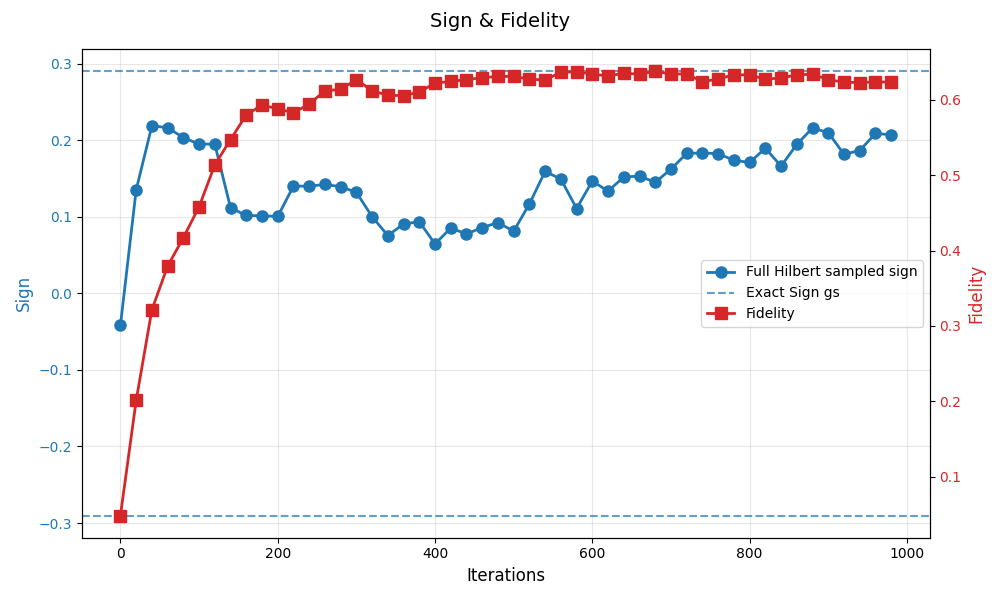 Sign & Fidelity
0.3
0.2
0.1
0.0
−0.1
−0.2
−0.3
Sign
0.6
0.5
0.4
0.3
0.2
0.1
Fidelity
Full Hilbert sampled sign
Exact Sign gs
Fidelity
0
200
400
600
800
1000
Iterations